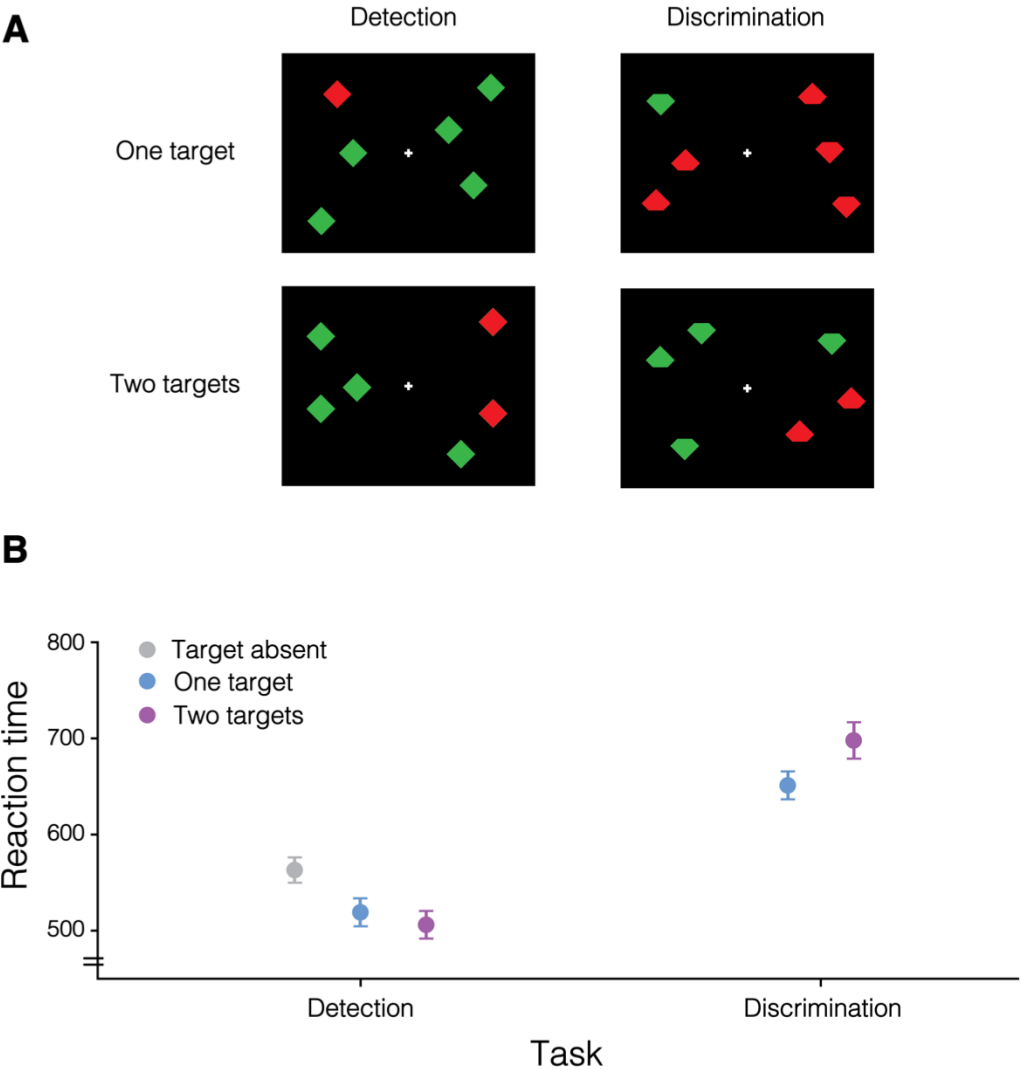 A
Detection
Discrimination
One target
Two targets
B
800
700
600
500
Reaction time
Target absent
One target
Two targets
Detection
Discrimination
Task